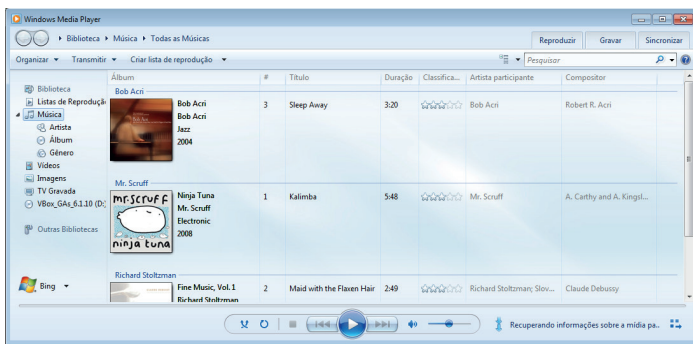 Windows Media Player
Biblioteca ▸ Música ▸ Todas as Músicas
Reproduzir Gravar Sincronizar
Organizar Transmitir Criar lista de reprodução
Pesquisar
Álbum # Título Duração Classifica... Artista participante Compositor
Biblioteca
Listas de Reproduçã
Música
Artista
Álbum
Gênero
Vídeos
Imagens
TV Gravada
VBox_GAs_6.1.10 (D:)
Outras Bibliotecas
Bing
Bob Acri
Bob Acri 3 Sleep Away 3:20 Bob Acri Robert R. Acri
Bob Acri
Jazz
2004
Mr. Scruff
Ninja Tuna 1 Kalimba 5:48 Mr. Scruff A. Carthy and A. Kingsl...
Mr. Scruff
Electronic
2008
mr.scruff
ninja tuna
Richard Stoltzman
Fine Music, Vol. 1 2 Maid with the Flaxen Hair 2:49 Richard Stoltzman; Slov... Claude Debussy
Richard Stoltzman
Recuperando informações sobre a mídia pa..